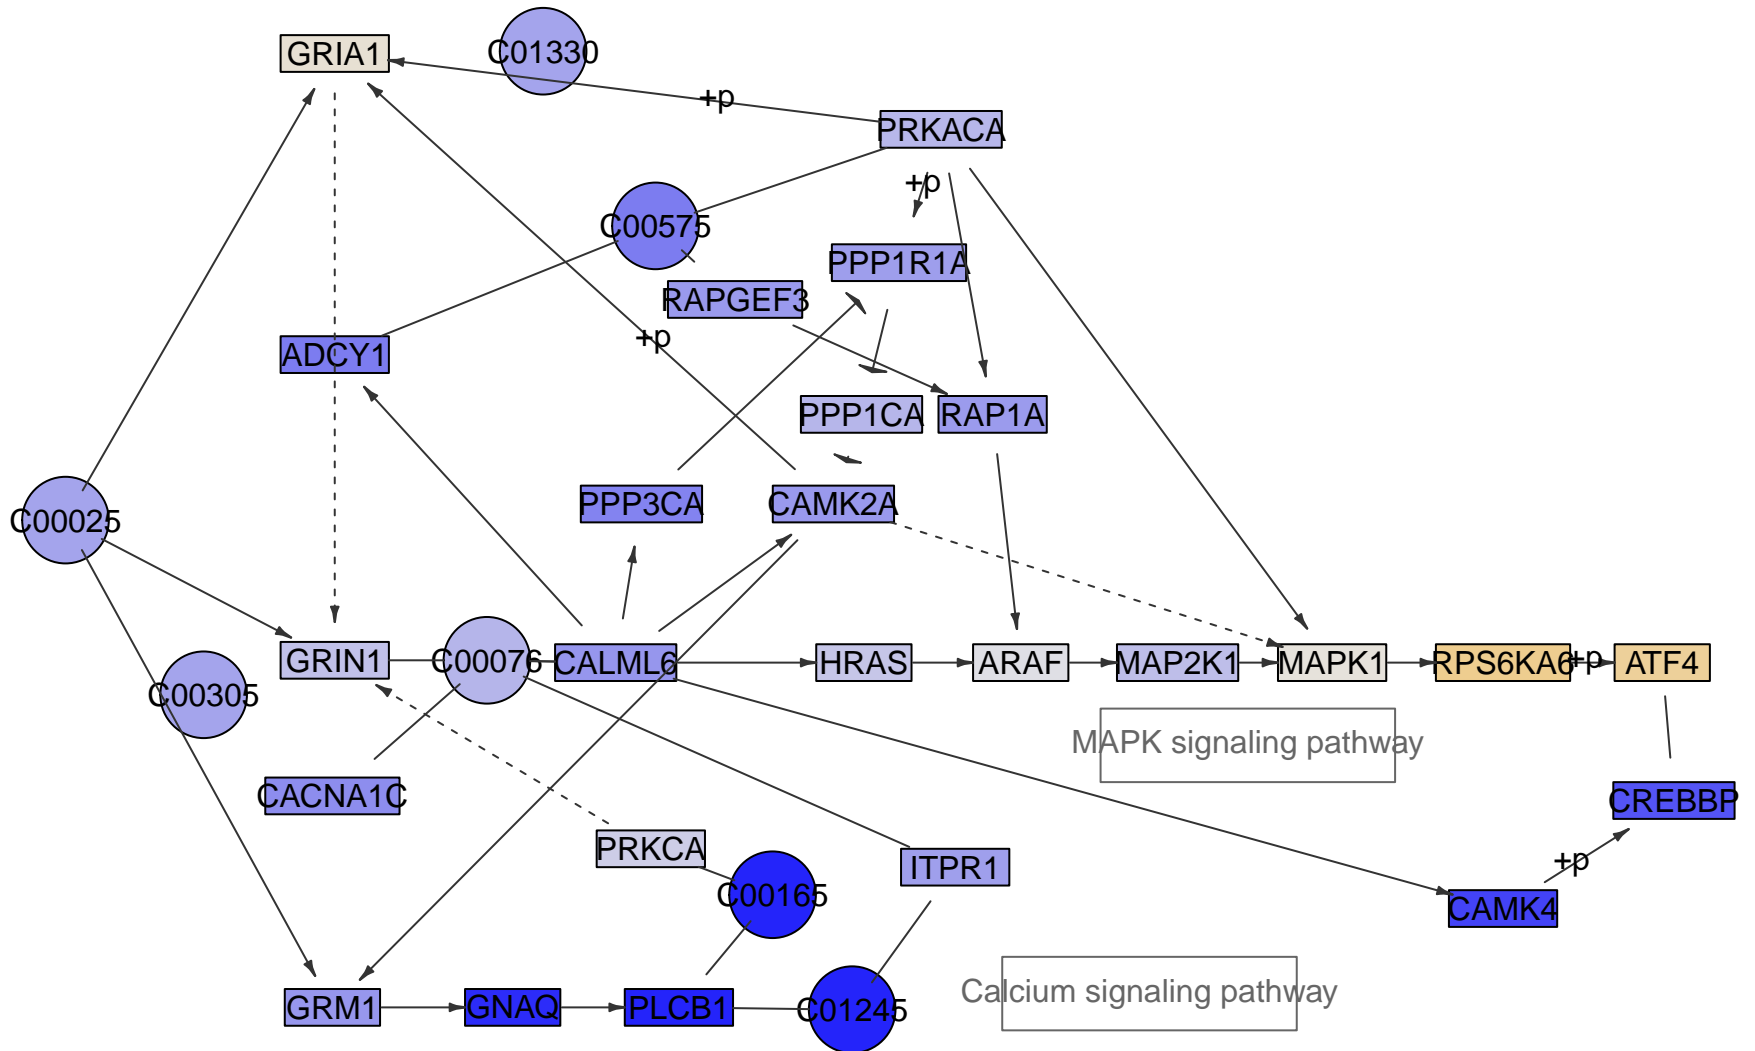 GRIA1
C01330
+p
PRKACA
+p
C00575
PPP1R1A
RAPGEF3
+p
ADCY1
PPP1CA
RAP1A
PPP3CA
CAMK2A
C00025
GRIN1
C00076
CALML6
HRAS
ARAF
MAP2K1
MAPK1
RPS6KA6
+p
ATF4
C00305
MAPK signaling pathway
CACNA1C
CREBBP
PRKCA
ITPR1
+p
C00165
CAMK4
Calcium signaling pathway
GRM1
GNAQ
PLCB1
C01245